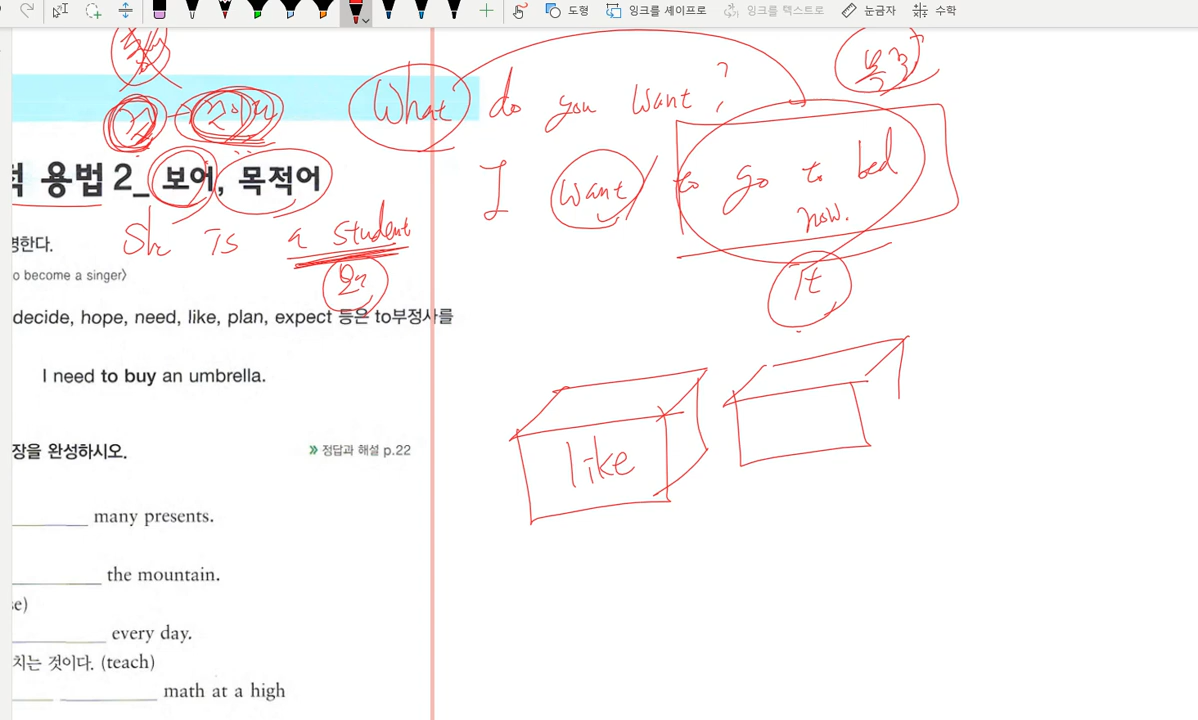 도형 잉크를 셰이프로 잉크를 텍스트로 눈금자 수학
What do you want?
적 용법 2_ 보어, 목적어
I want to go to bed now.
She is a student
It
명한다.
o become a singer〉
decide, hope, need, like, plan, expect 등은 to부정사를
I need to buy an umbrella.
like
장을 완성하시오.
» 정답과 해설 p.22
many presents.
the mountain.
se)
every day.
치는 것이다. (teach)
math at a high